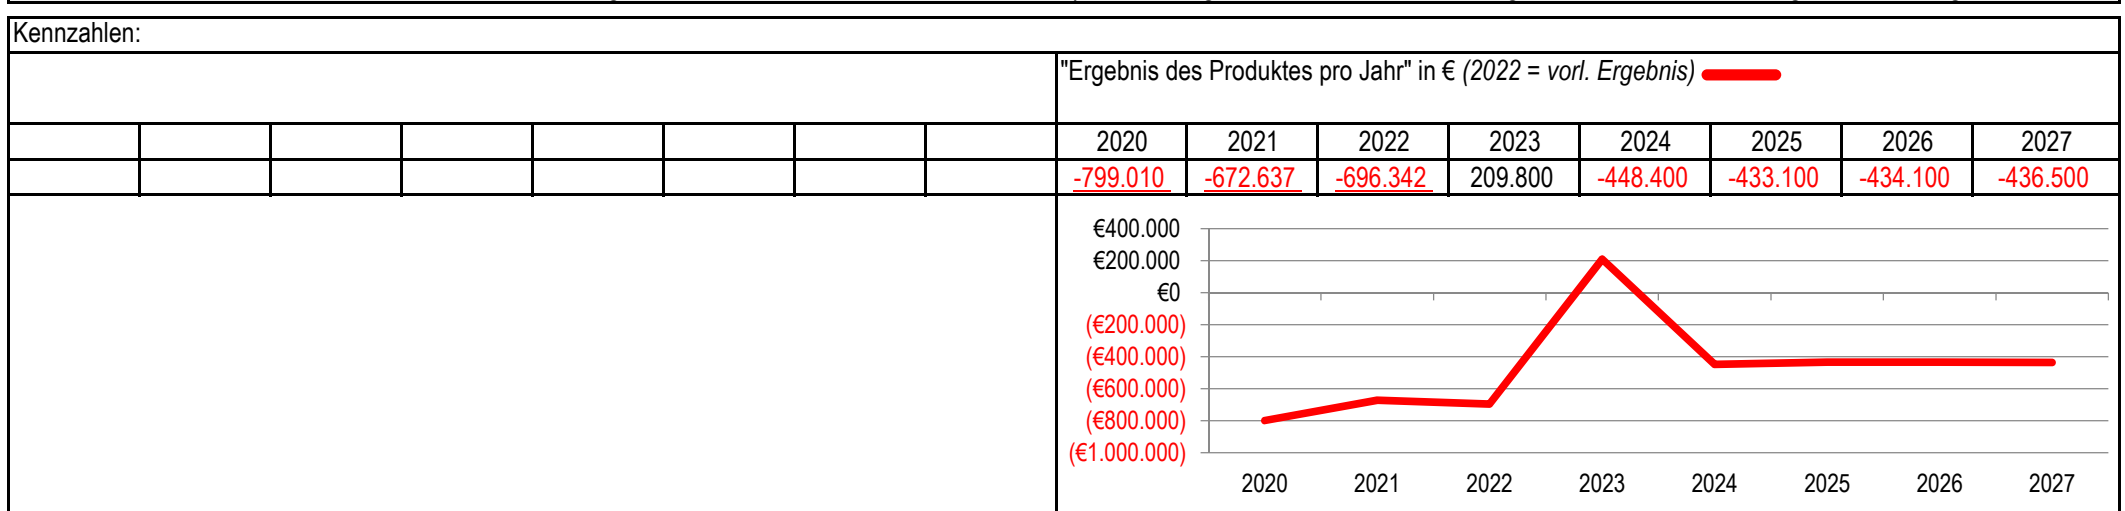 Kennzahlen:
"Ergebnis des Produktes pro Jahr" in € (2022 = vorl. Ergebnis)
2020 2021 2022 2023 2024 2025 2026 2027
-799.010 -672.637 -696.342 209.800 -448.400 -433.100 -434.100 -436.500
€400.000
€200.000
€0
(€200.000)
(€400.000)
(€600.000)
(€800.000)
(€1.000.000)
2020 2021 2022 2023 2024 2025 2026 2027